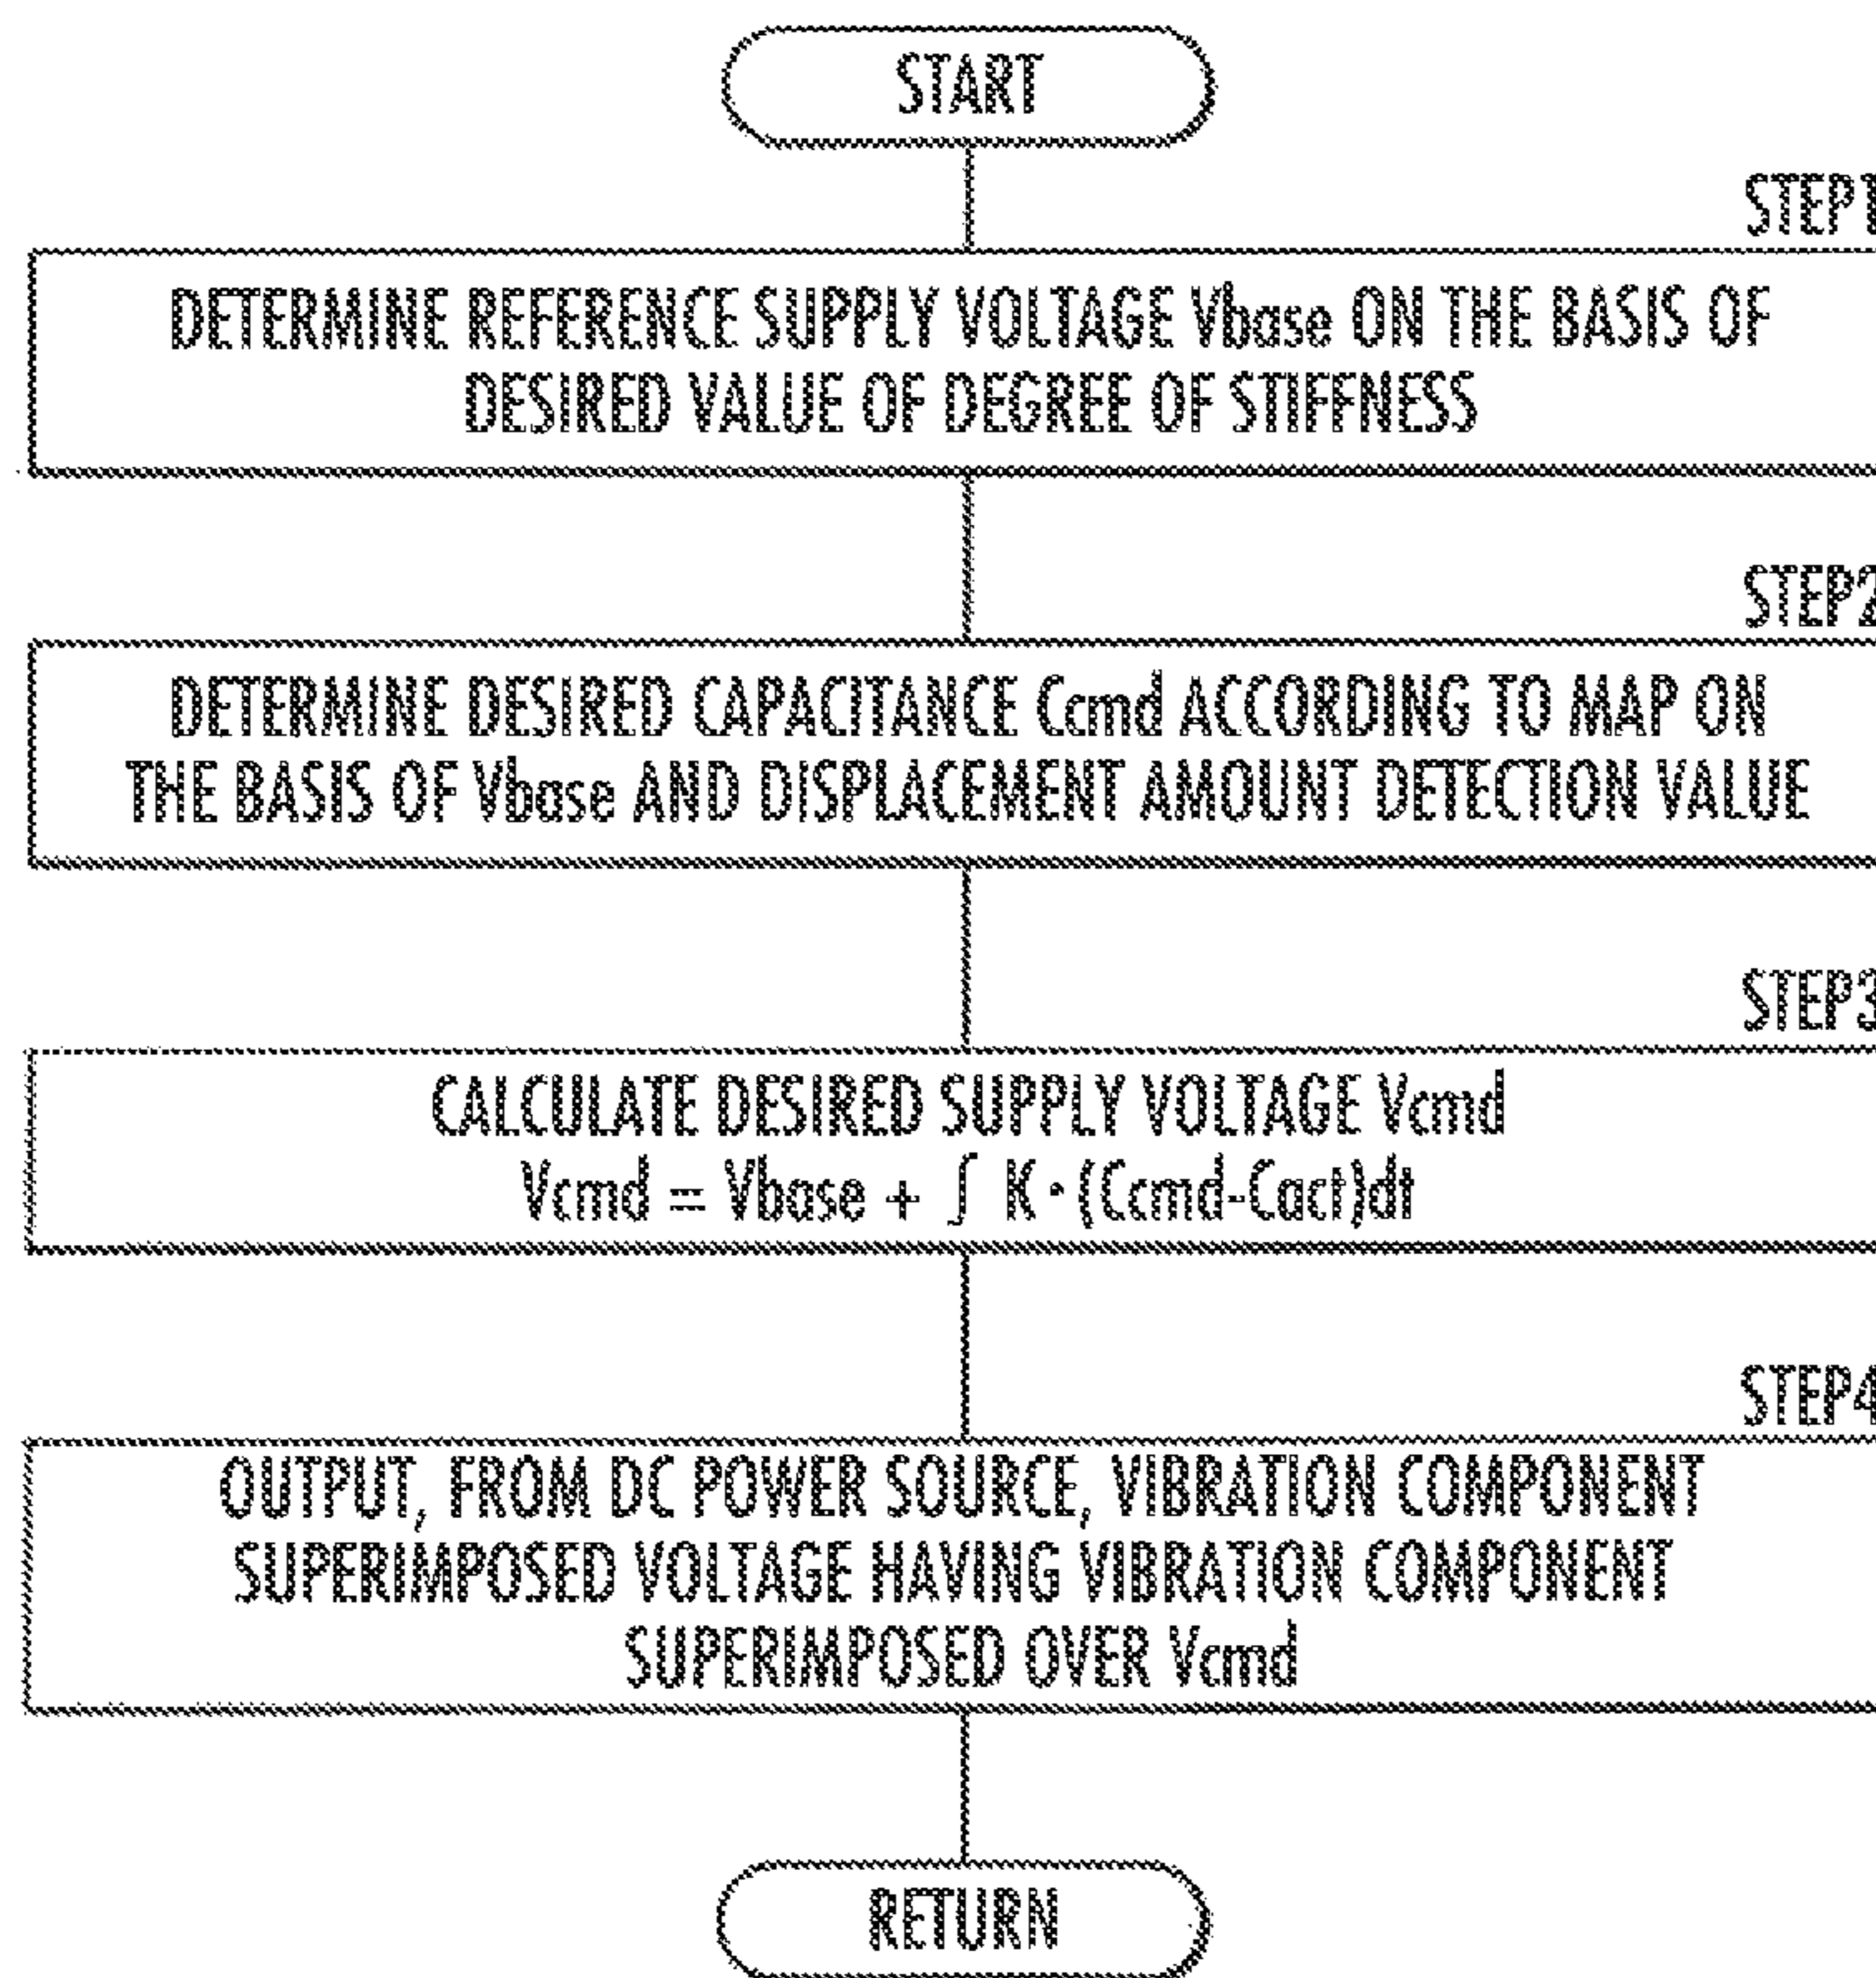 START
STEP1
DETERMINE REFERENCE SUPPLY VOLTAGE Vbase ON THE BASIS OF
DESIRED VALUE OF DEGREE OF STIFFNESS
STEP2
DETERMINE DESIRED CAPACITANCE Ccmd ACCORDING TO MAP ON
THE BASIS OF Vbase AND DISPLACEMENT AMOUNT DETECTION VALUE
STEP3
CALCULATE DESIRED SUPPLY VOLTAGE Vcmd
Vcmd = Vbase + ∫ K·(Ccmd-Cact)dt
STEP4
OUTPUT, FROM DC POWER SOURCE, VIBRATION COMPONENT
SUPERIMPOSED VOLTAGE HAVING VIBRATION COMPONENT
SUPERIMPOSED OVER Vcmd
RETURN